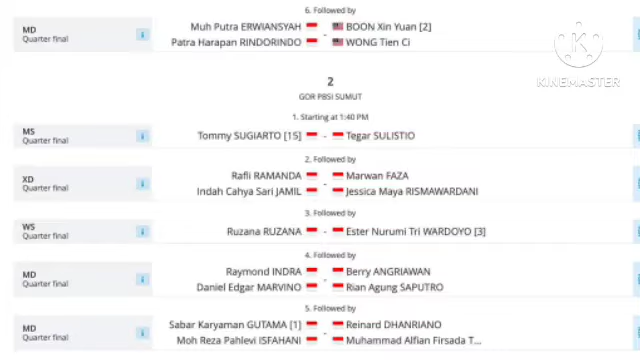 6. Followed by
MD
Quarter final
Muh Putra ERWIANSYAH - BOON Xin Yuan [2]
Patra Harapan RINDORINDO WONG Tien Ci
K
KINEMASTER
2
GOR PBSI SUMUT
1. Starting at 1:40 PM
MS
Quarter final
Tommy SUGIARTO [15] - Tegar SULISTIO
2. Followed by
XD
Quarter final
Rafli RAMANDA - Marwan FAZA
Indah Cahya Sari JAMIL Jessica Maya RISMAWARDANI
3. Followed by
WS
Quarter final
Ruzana RUZANA - Ester Nurumi Tri WARDOYO [3]
4. Followed by
MD
Quarter final
Raymond INDRA - Berry ANGRIAWAN
Daniel Edgar MARVINO Rian Agung SAPUTRO
5. Followed by
MD
Quarter final
Sabar Karyaman GUTAMA [1] - Reinard DHANRIANO
Moh Reza Pahlevi ISFAHANI Muhammad Alfian Firsada T...